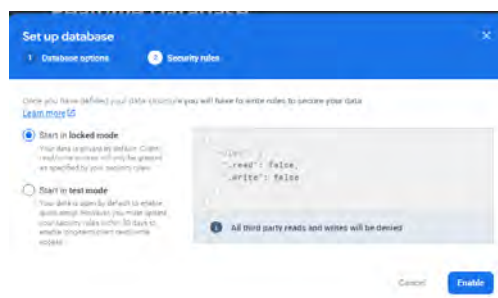 Set up database
1 Database options 2 Security rules
Once you have defined your data structure you will have to write rules to secure your data
Learn more
Start in locked mode
Your data is private by default. Client
read/write access will only be granted
as specified by your security rules
Start in test mode
Your data is open by default to enable
quick setup. However, you must update
your security rules within 30 days to
enable long-term client read/write
access
{
"rules": {
".read": false,
".write": false
All third party reads and writes will be denied
Cancel Enable